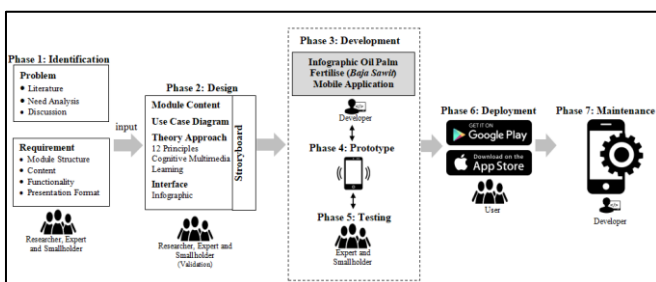 Phase 1: Identification
Problem
Literature
Need Analysis
Discussion
Requirement
Module Structure
Content
Functionality
Presentation Format
Researcher, Expert
and Smallholder
input
Phase 2: Design
Module Content
Use Case Diagram
Theory Approach
12 Principles
Cognitive Multimedia
Learning
Interface
Infographic
Storyboard
Researcher, Expert and
Smallholder
(Validation)
Phase 3: Development
Infographic Oil Palm
Fertilise (Baja Sawit)
Mobile Application
Developer
Phase 4: Prototype
Phase 5: Testing
Expert and
Smallholder
Phase 6: Deployment
GET IT ON
Google Play
Download on the
App Store
User
Phase 7: Maintenance
Developer